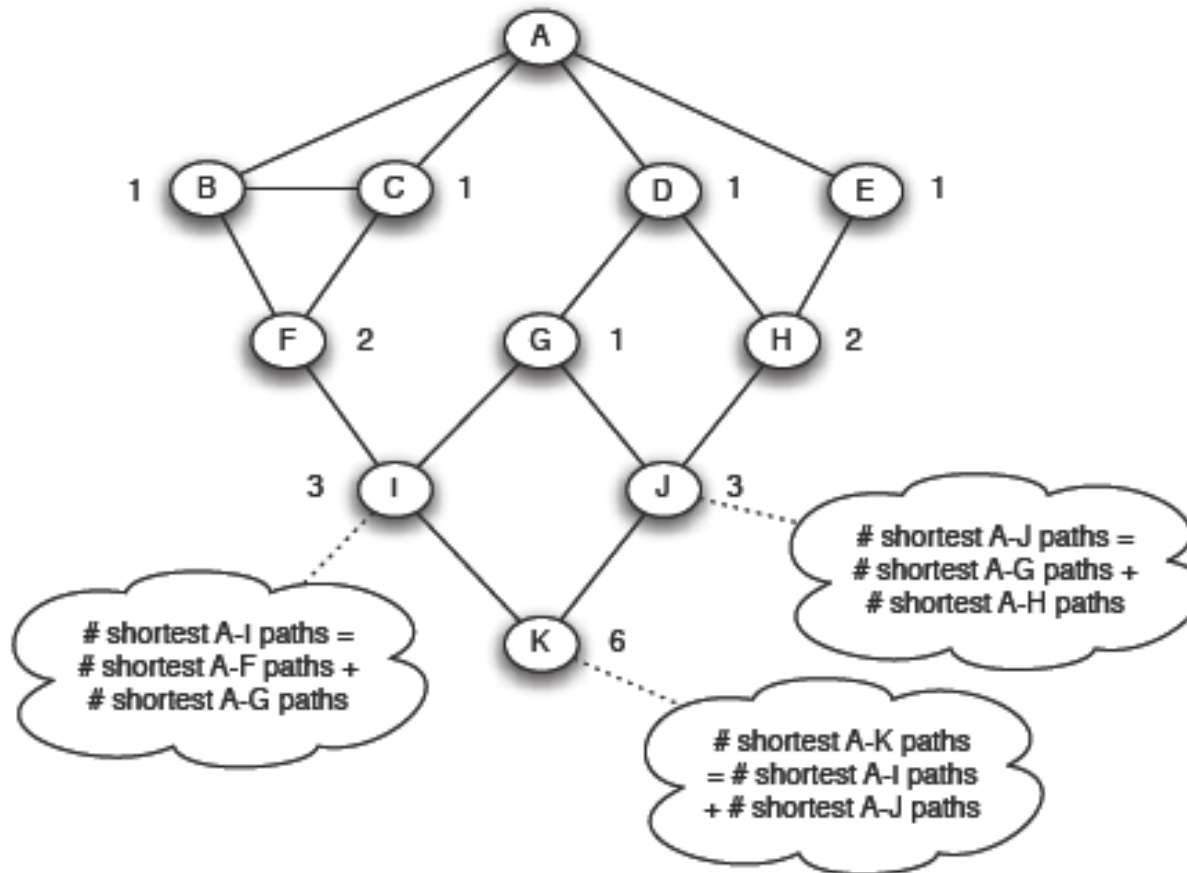 A
1 B C 1 D 1 E 1
F 2 G 1 H 2
3 I J 3
# shortest A-J paths =
# shortest A-G paths +
# shortest A-H paths
# shortest A-I paths =
# shortest A-F paths +
# shortest A-G paths
K 6
# shortest A-K paths
= # shortest A-I paths
+ # shortest A-J paths